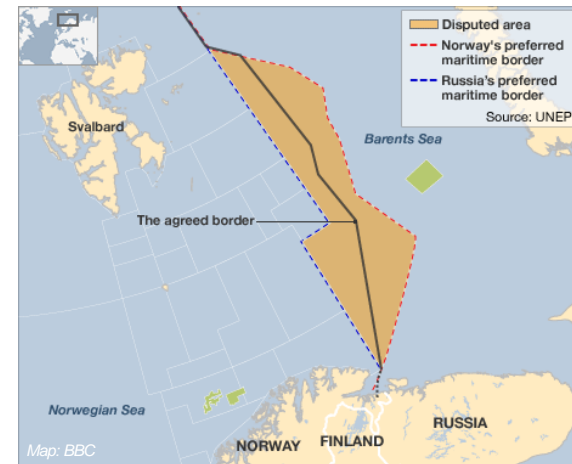 Disputed area
Norway's preferred
maritime border
Russia's preferred
maritime border
Source: UNEP
Svalbard
Barents Sea
The agreed border
Norwegian Sea
NORWAY
FINLAND
RUSSIA
Map: BBC